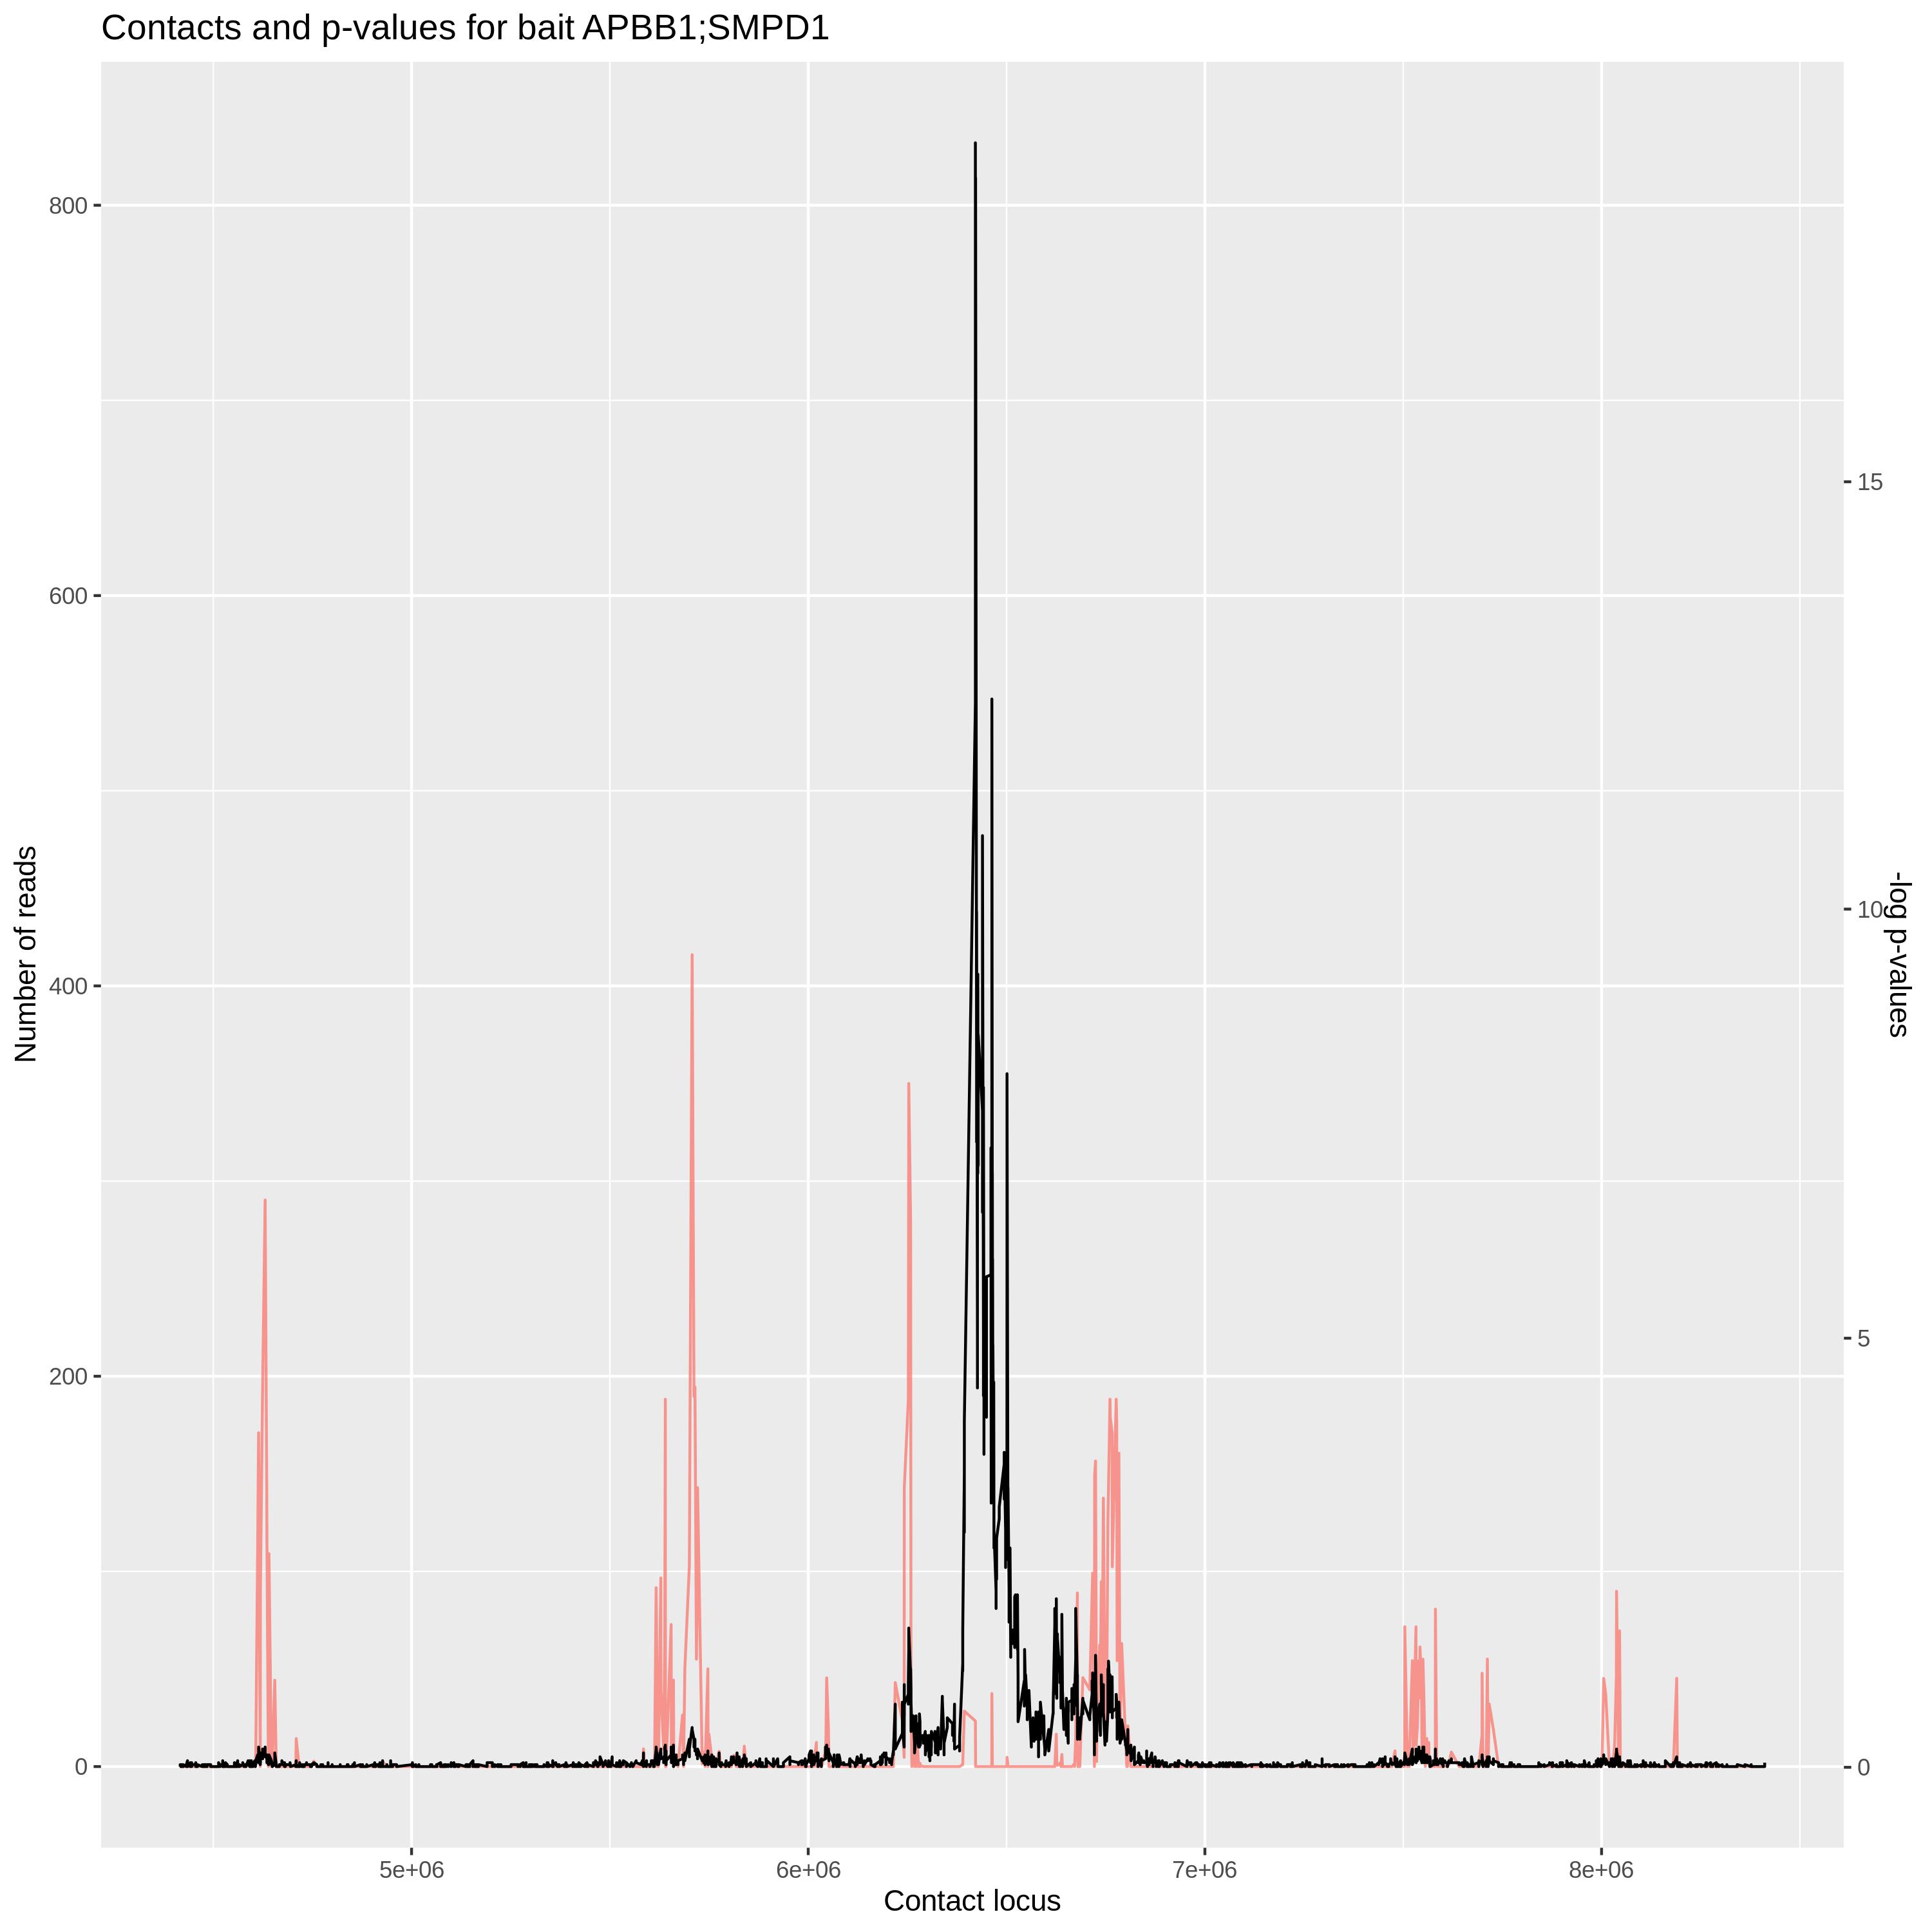 Contacts and p-values for bait APBB1;SMPD1
800
600
400
200
0
Number of reads
15
10
5
0
-log p-values
5e+06
6e+06
7e+06
8e+06
Contact locus